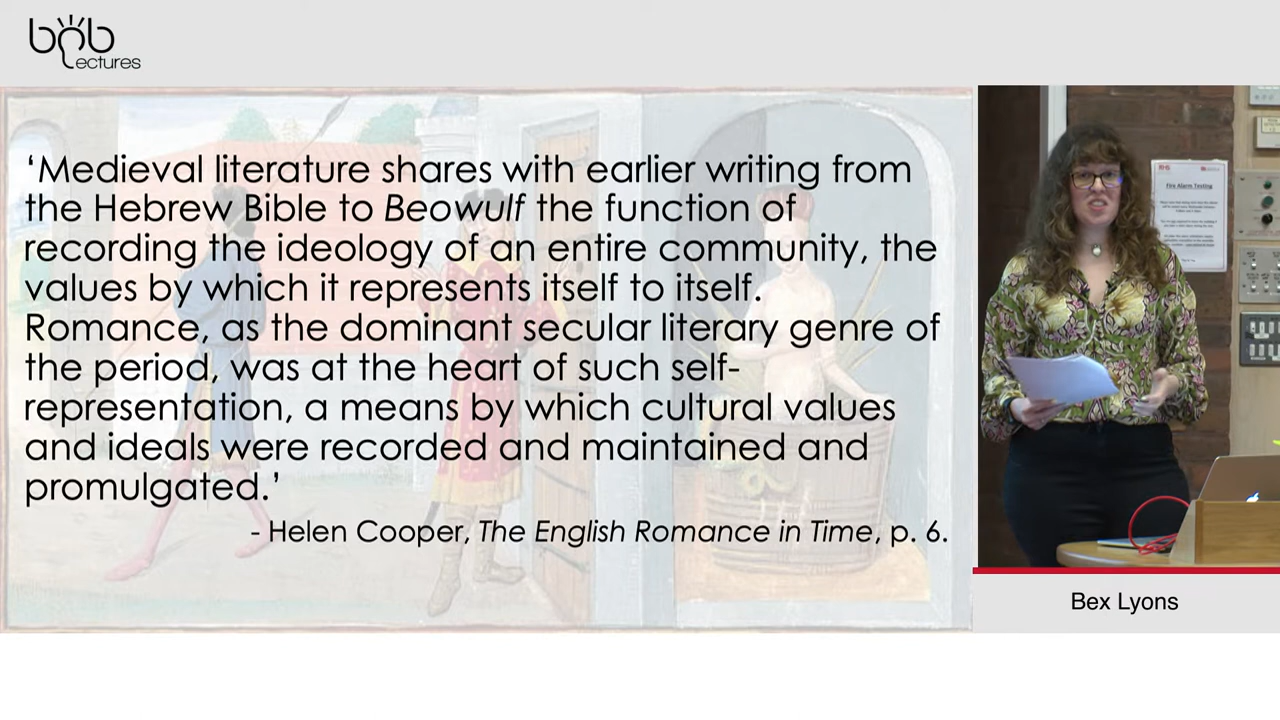 bob
Lectures
‘Medieval literature shares with earlier writing from
the Hebrew Bible to Beowulf the function of
recording the ideology of an entire community, the
values by which it represents itself to itself.
Romance, as the dominant secular literary genre of
the period, was at the heart of such self-
representation, a means by which cultural values
and ideals were recorded and maintained and
promulgated.’
- Helen Cooper, The English Romance in Time, p. 6.
Fire Alarm Testing
Bex Lyons